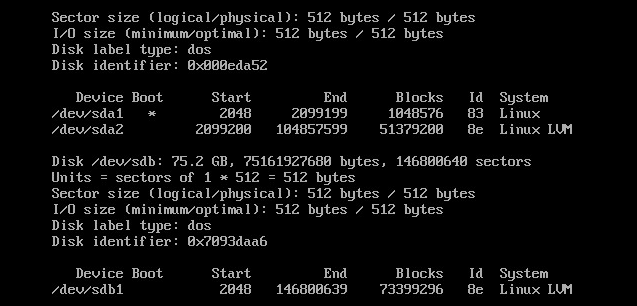 Sector size (logical/physical): 512 bytes / 512 bytes
I/O size (minimum/optimal): 512 bytes / 512 bytes
Disk label type: dos
Disk identifier: 0x000eda52
Device Boot Start End Blocks Id System
/dev/sda1 * 2048 2099199 1048576 83 Linux
/dev/sda2 2099200 104857599 51379200 8e Linux LVM
Disk /dev/sdb: 75.2 GB, 75161927680 bytes, 146800640 sectors
Units = sectors of 1 * 512 = 512 bytes
Sector size (logical/physical): 512 bytes / 512 bytes
I/O size (minimum/optimal): 512 bytes / 512 bytes
Disk label type: dos
Disk identifier: 0x7093daa6
Device Boot Start End Blocks Id System
/dev/sdb1 2048 146800639 73399296 8e Linux LVM